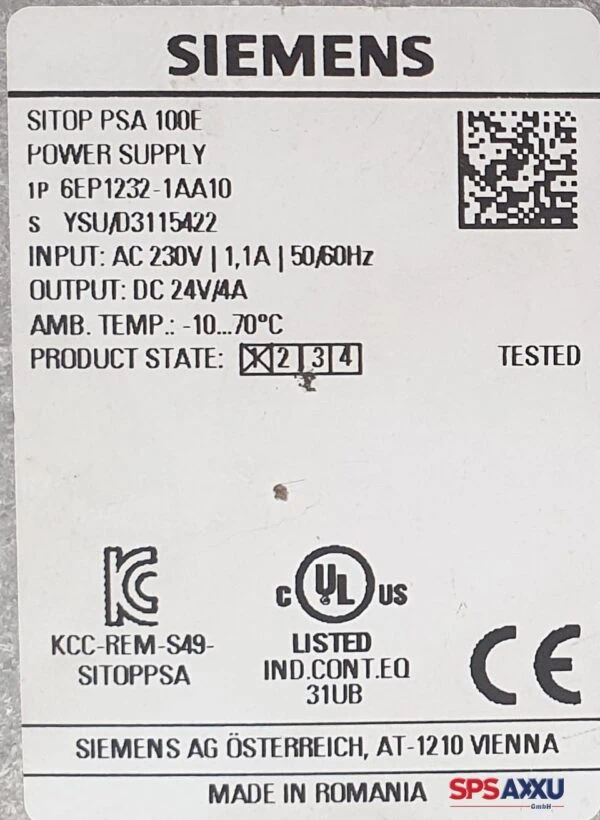 SIEMENS
SITOP PSA 100E
POWER SUPPLY
1P 6EP1232-1AA10
S YSU/D3115422
INPUT: AC 230V | 1,1A | 50/60Hz
OUTPUT: DC 24V/4A
AMB. TEMP.: -10...70°C
PRODUCT STATE: X 2 3 4 TESTED
KCC-REM-S49-
SITOPPSA
C UL US
LISTED
IND.CONT.EQ
31UB
CE
SIEMENS AG ÖSTERREICH, AT-1210 VIENNA
MADE IN ROMANIA
SPSAXXU
GmbH